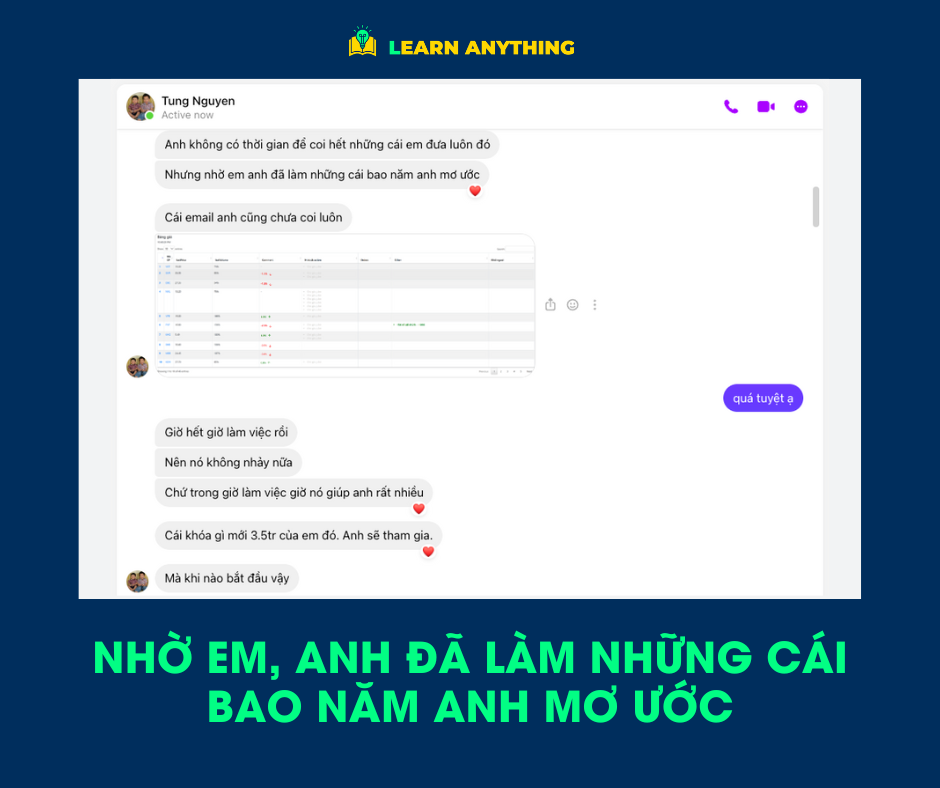 LEARN ANYTHING
Tung Nguyen
Active now
Anh không có thời gian để coi hết những cái em đưa luôn đó
Nhưng nhờ em anh đã làm những cái bao năm anh mơ ước
Cái email anh cũng chưa coi luôn
quá tuyệt ạ
Giờ hết giờ làm việc rồi
Nên nó không nhảy nữa
Chứ trong giờ làm việc giờ nó giúp anh rất nhiều
Cái khóa gì mới 3.5tr của em đó. Anh sẽ tham gia.
Mà khi nào bắt đầu vậy
NHỜ EM, ANH ĐÃ LÀM NHỮNG CÁI
BAO NĂM ANH MƠ ƯỚC